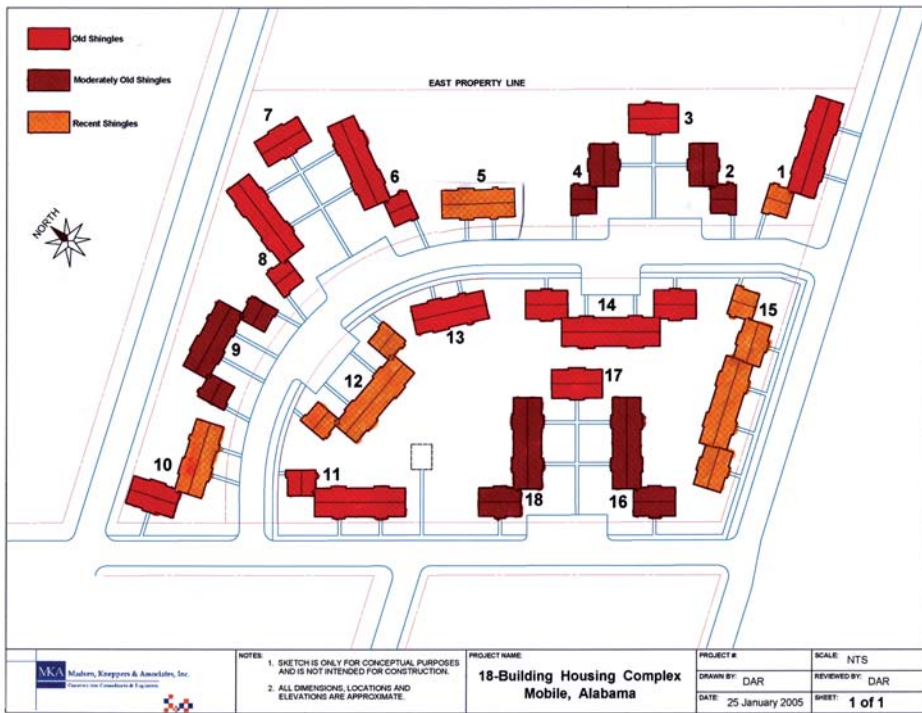 Old Shingles
Moderately Old Shingles
Recent Shingles
EAST PROPERTY LINE
NORTH
7
3
6
5
4
2
1
8
9
13
14
15
12
17
10
11
18
16
MKA
Madsen, Kneppers & Associates, Inc.
Construction Consultants & Engineers
NOTES:
1. SKETCH IS ONLY FOR CONCEPTUAL PURPOSES
AND IS NOT INTENDED FOR CONSTRUCTION.
2. ALL DIMENSIONS, LOCATIONS AND
ELEVATIONS ARE APPROXIMATE.
PROJECT NAME:
18-Building Housing Complex
Mobile, Alabama
PROJECT #:
SCALE: NTS
DRAWN BY: DAR
REVIEWED BY: DAR
DATE: 25 January 2005
SHEET: 1 of 1